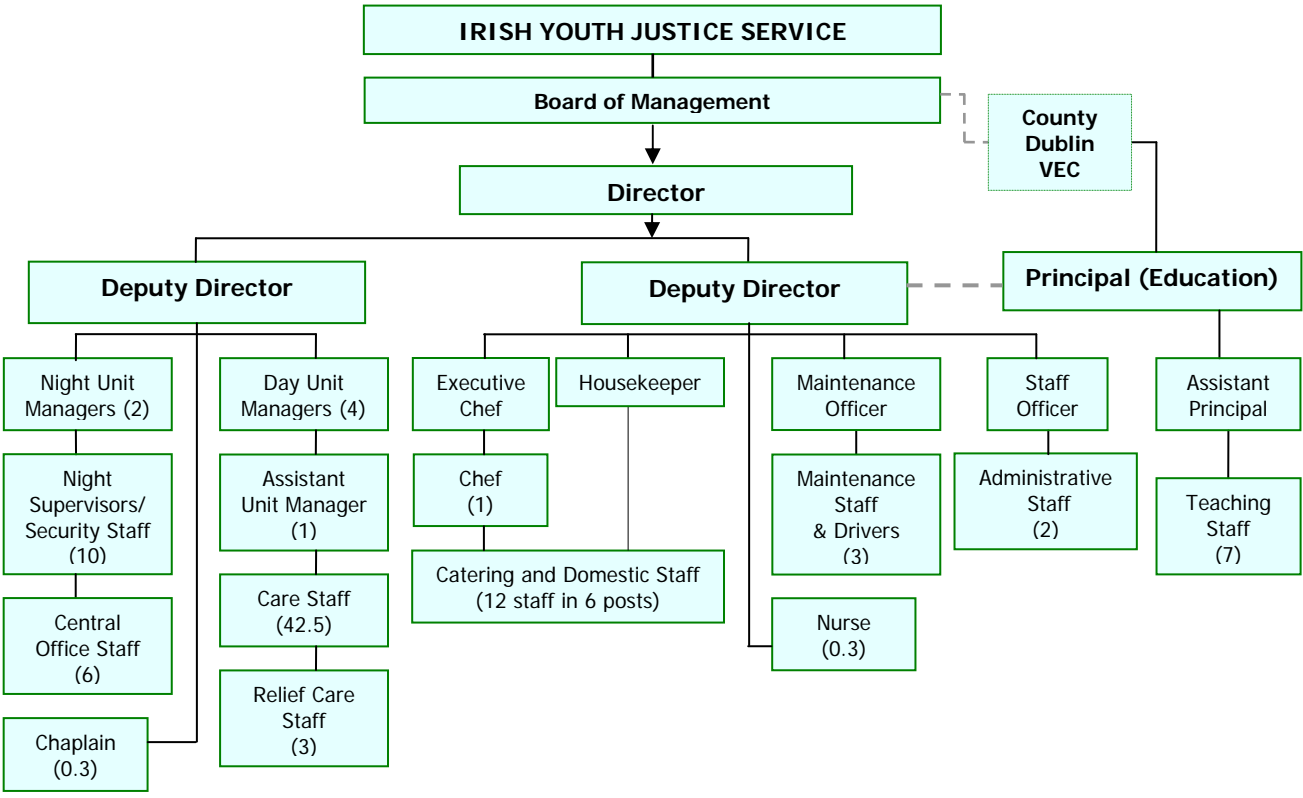 IRISH YOUTH JUSTICE SERVICE
Board of Management
County
Dublin
VEC
Director
Deputy Director
Deputy Director
Principal (Education)
Night Unit
Managers (2)
Day Unit
Managers (4)
Executive
Chef
Housekeeper
Maintenance
Officer
Staff
Officer
Assistant
Principal
Night
Supervisors/
Security Staff
(10)
Assistant
Unit Manager
(1)
Chef
(1)
Maintenance
Staff
& Drivers
(3)
Administrative
Staff
(2)
Teaching
Staff
(7)
Catering and Domestic Staff
(12 staff in 6 posts)
Central
Office Staff
(6)
Care Staff
(42.5)
Nurse
(0.3)
Relief Care
Staff
(3)
Chaplain
(0.3)